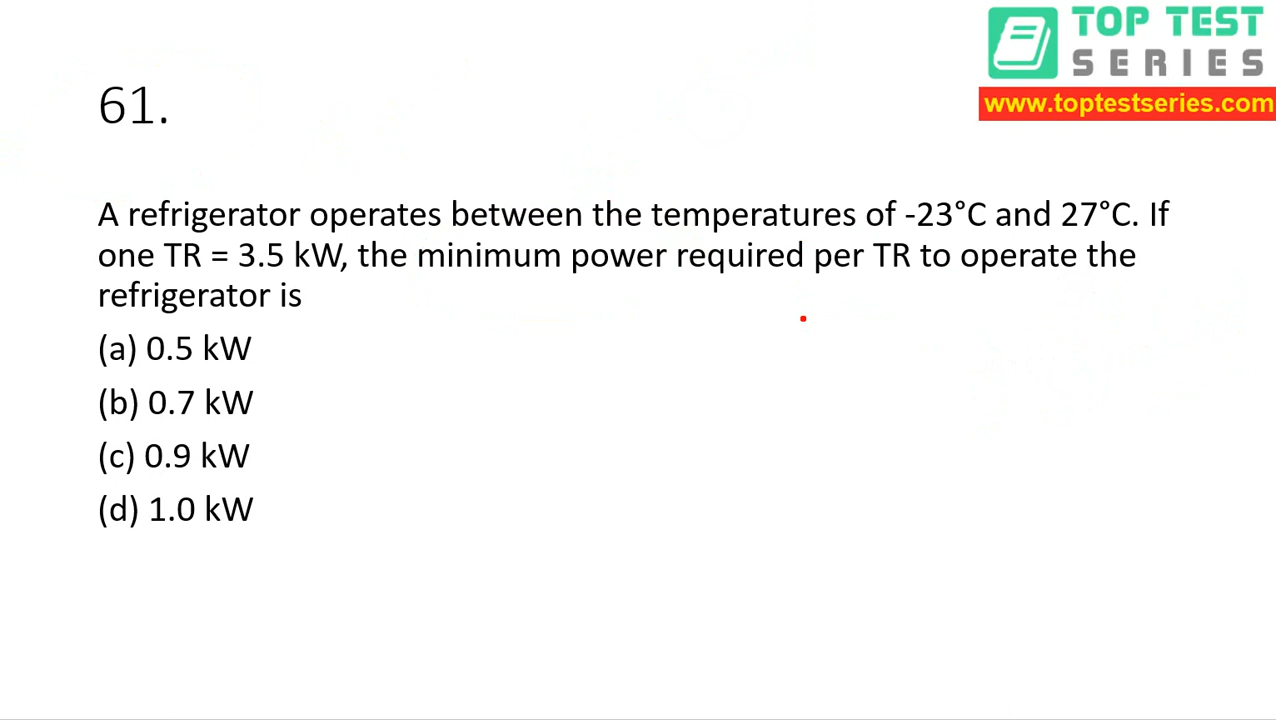 TOP TEST
SERIES
www.toptestseries.com
61.
A refrigerator operates between the temperatures of -23°C and 27°C. If
one TR = 3.5 kW, the minimum power required per TR to operate the
refrigerator is
(a) 0.5 kW
(b) 0.7 kW
(c) 0.9 kW
(d) 1.0 kW